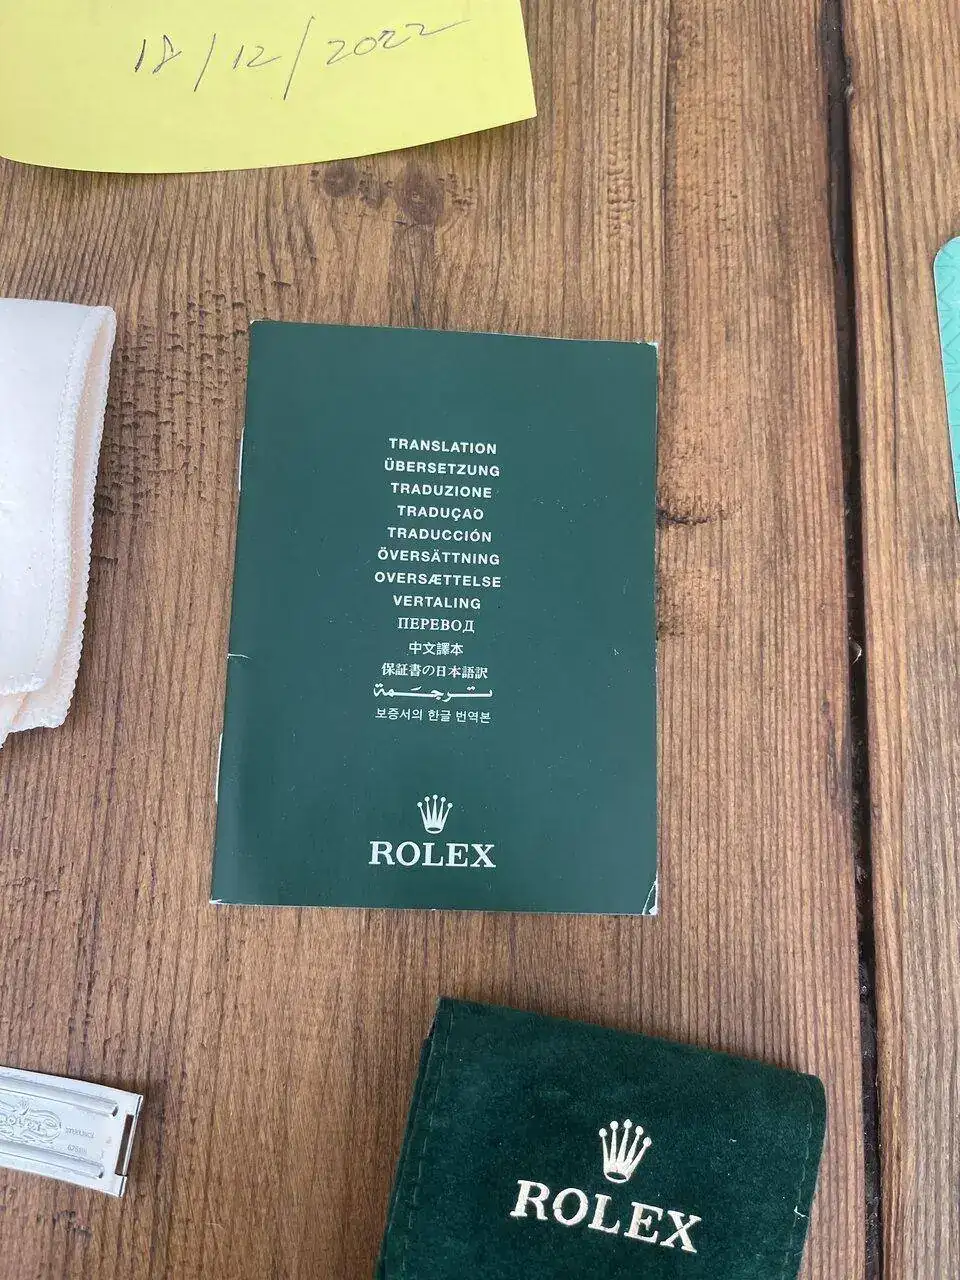 18/12/2022
TRANSLATION
ÜBERSETZUNG
TRADUZIONE
TRADUÇAO
TRADUCCIÓN
ÖVERSÄTTNING
OVERSÆTTELSE
VERTALING
ПЕРЕВОД
中文譯本
保証書の日本語訳
ترجمة
보증서의 한글 번역본
ROLEX
ROLEX